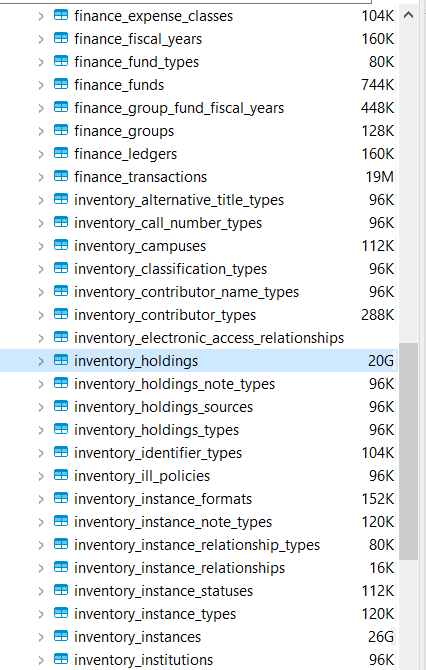 finance_expense_classes 104K
finance_fiscal_years 160K
finance_fund_types 80K
finance_funds 744K
finance_group_fund_fiscal_years 448K
finance_groups 128K
finance_ledgers 160K
finance_transactions 19M
inventory_alternative_title_types 96K
inventory_call_number_types 96K
inventory_campuses 112K
inventory_classification_types 96K
inventory_contributor_name_types 96K
inventory_contributor_types 288K
inventory_electronic_access_relationships
inventory_holdings 20G
inventory_holdings_note_types 96K
inventory_holdings_sources 96K
inventory_holdings_types 96K
inventory_identifier_types 104K
inventory_ill_policies 96K
inventory_instance_formats 152K
inventory_instance_note_types 120K
inventory_instance_relationship_types 80K
inventory_instance_relationships 16K
inventory_instance_statuses 112K
inventory_instance_types 120K
inventory_instances 26G
inventory_institutions 96K